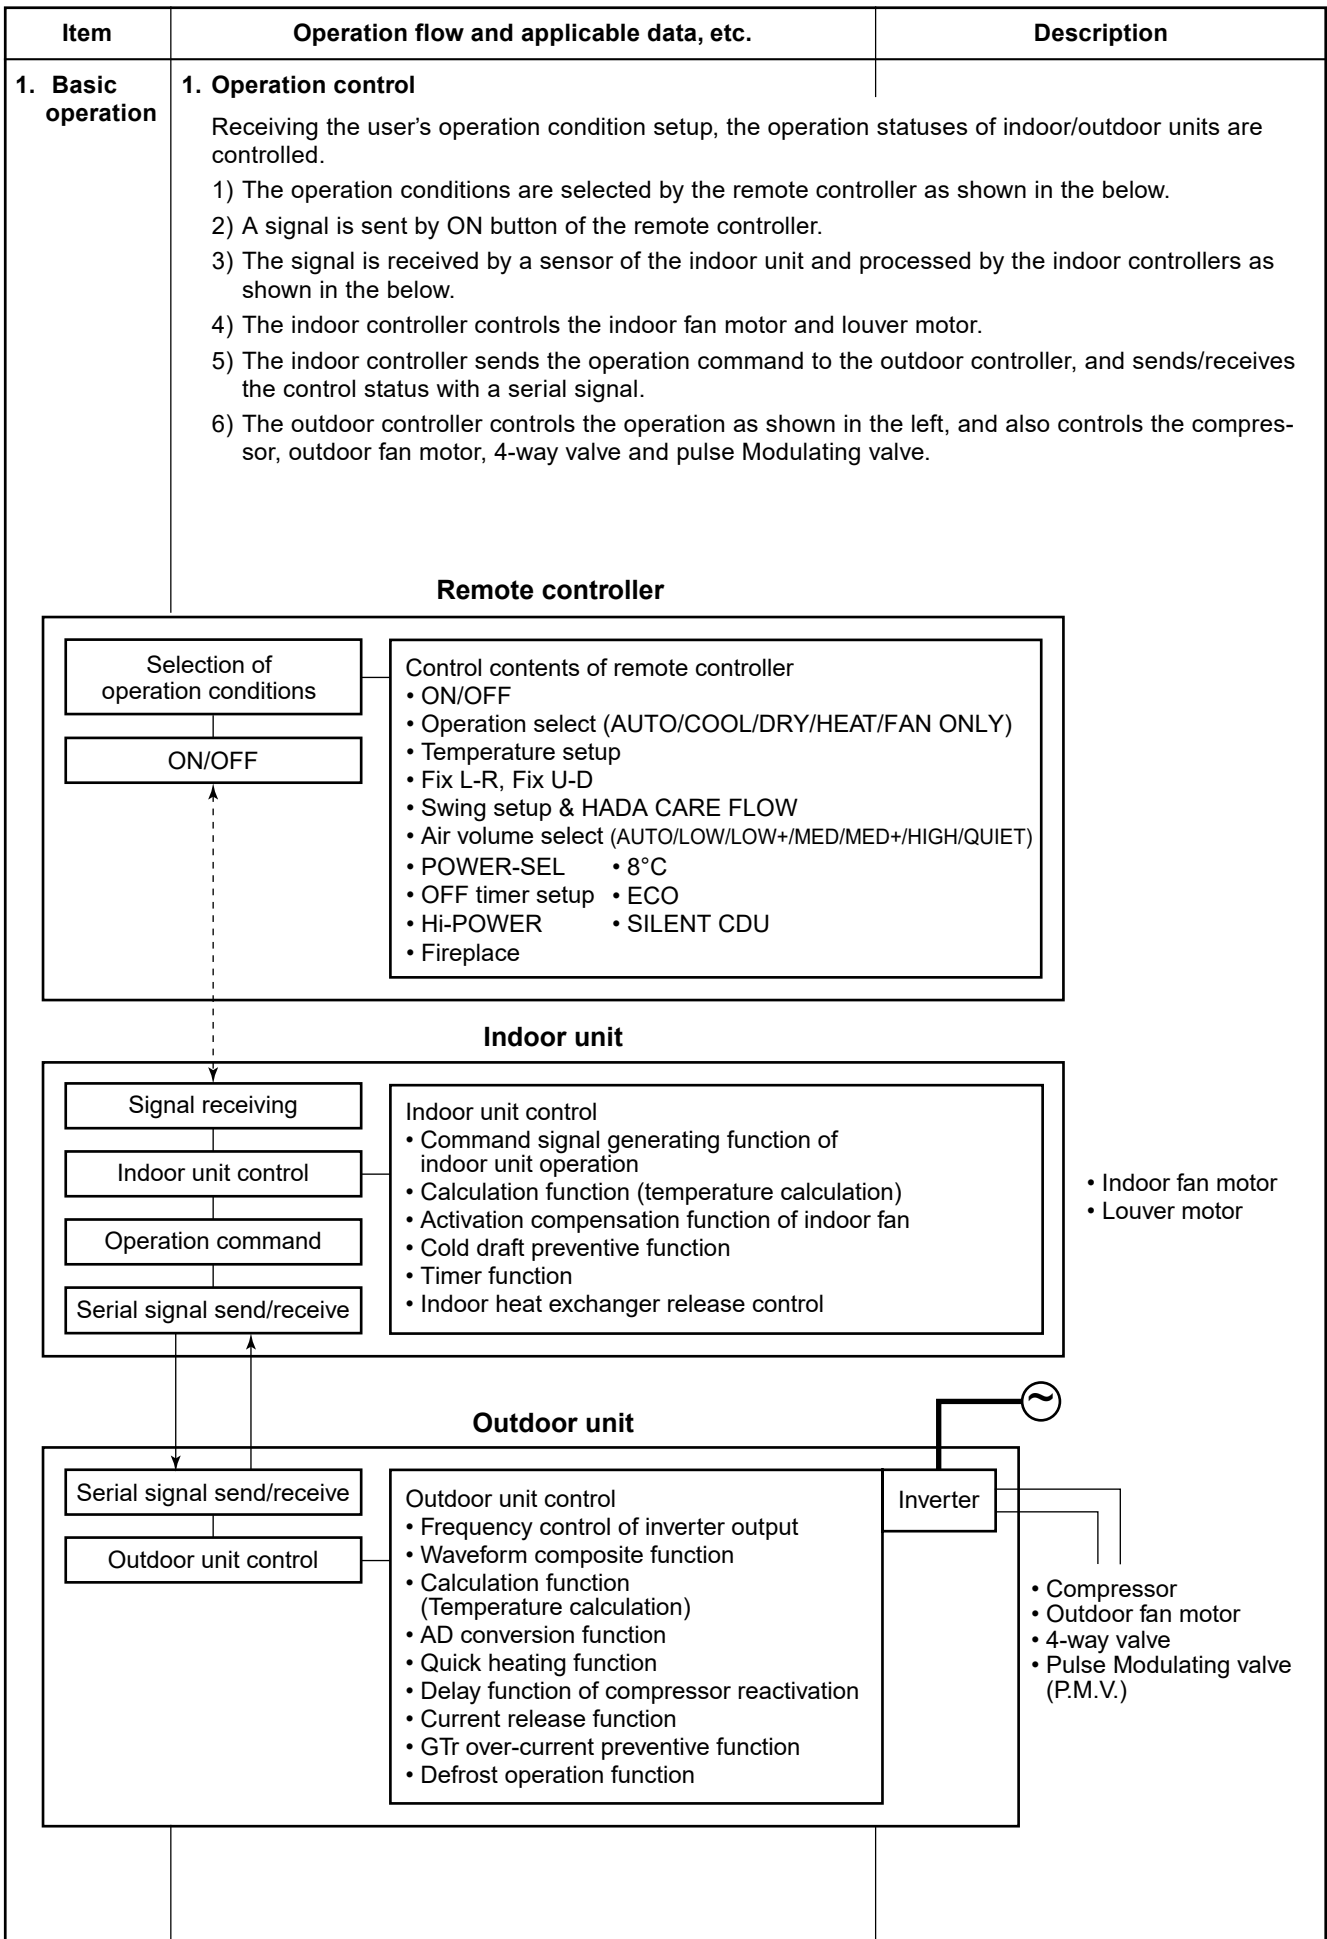 Item
Operation flow and applicable data, etc.
Description
1. Basic
operation
1. Operation control
Receiving the user's operation condition setup, the operation statuses of indoor/outdoor units are
controlled.
1) The operation conditions are selected by the remote controller as shown in the below.
2) A signal is sent by ON button of the remote controller.
3) The signal is received by a sensor of the indoor unit and processed by the indoor controllers as
shown in the below.
4) The indoor controller controls the indoor fan motor and louver motor.
5) The indoor controller sends the operation command to the outdoor controller, and sends/receives
the control status with a serial signal.
6) The outdoor controller controls the operation as shown in the left, and also controls the compres-
sor, outdoor fan motor, 4-way valve and pulse Modulating valve.
Remote controller
Selection of
operation conditions
ON/OFF
Control contents of remote controller
• ON/OFF
• Operation select (AUTO/COOL/DRY/HEAT/FAN ONLY)
• Temperature setup
• Fix L-R, Fix U-D
• Swing setup & HADA CARE FLOW
• Air volume select (AUTO/LOW/LOW+/MED/MED+/HIGH/QUIET)
• POWER-SEL • 8°C
• OFF timer setup • ECO
• Hi-POWER • SILENT CDU
• Fireplace
Indoor unit
Signal receiving
Indoor unit control
Operation command
Serial signal send/receive
Indoor unit control
• Command signal generating function of
indoor unit operation
• Calculation function (temperature calculation)
• Activation compensation function of indoor fan
• Cold draft preventive function
• Timer function
• Indoor heat exchanger release control
• Indoor fan motor
• Louver motor
Outdoor unit
~
Serial signal send/receive
Outdoor unit control
Outdoor unit control
• Frequency control of inverter output
• Waveform composite function
• Calculation function
(Temperature calculation)
• AD conversion function
• Quick heating function
• Delay function of compressor reactivation
• Current release function
• GTr over-current preventive function
• Defrost operation function
Inverter
• Compressor
• Outdoor fan motor
• 4-way valve
• Pulse Modulating valve
(P.M.V.)